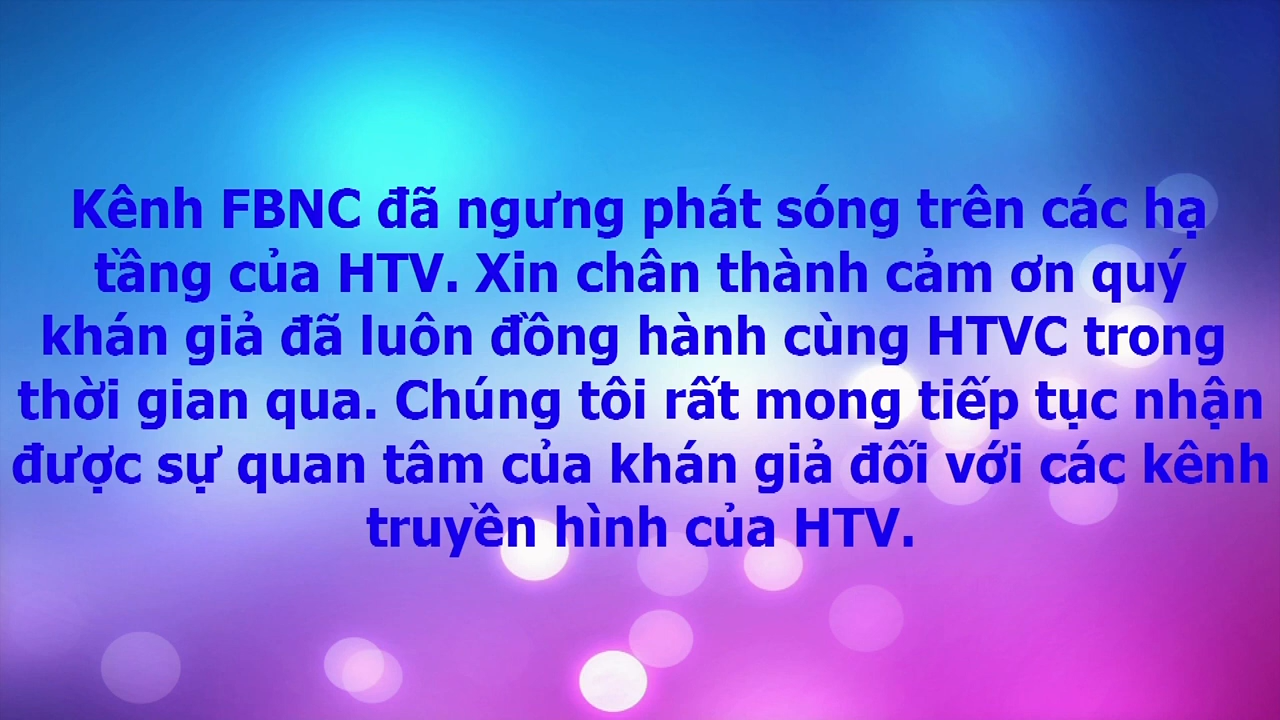 Kênh FBNC đã ngưng phát sóng trên các hạ
tầng của HTV. Xin chân thành cảm ơn quý
khán giả đã luôn đồng hành cùng HTVC trong
thời gian qua. Chúng tôi rất mong tiếp tục nhận
được sự quan tâm của khán giả đối với các kênh
truyền hình của HTV.